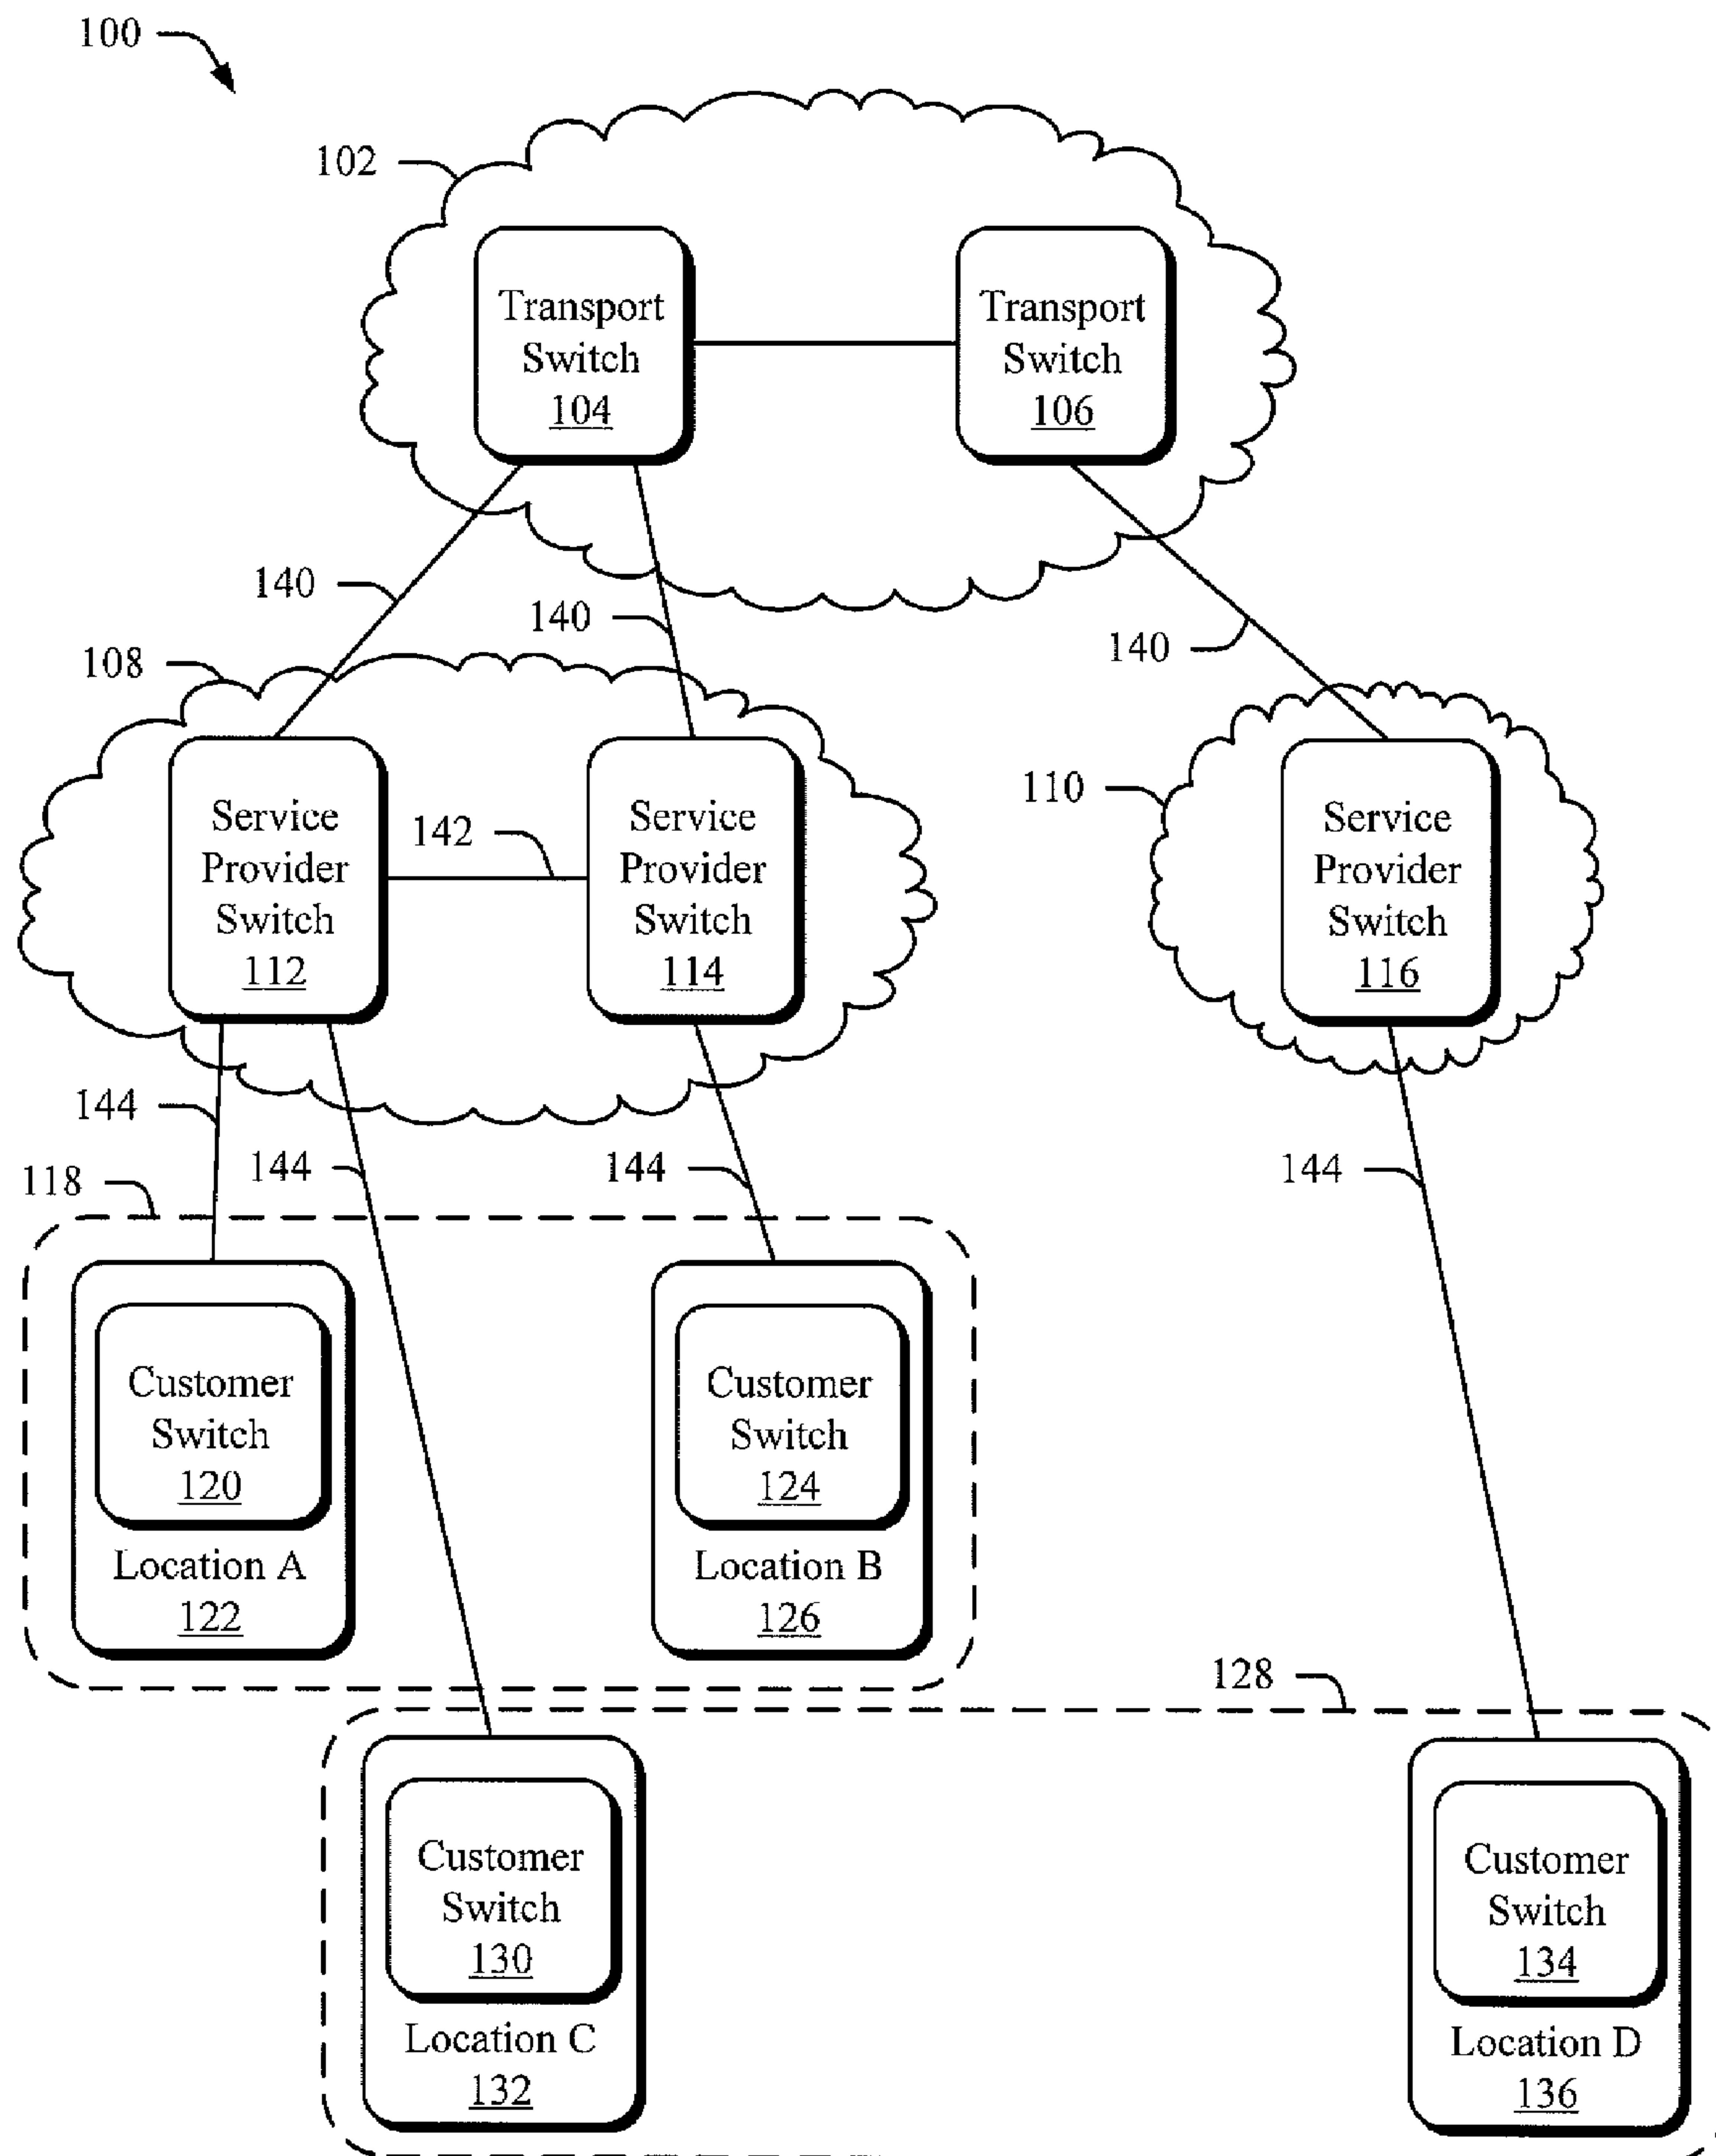 100
102
Transport
Switch
104
Transport
Switch
106
140
140
140
108
110
Service
Provider
Switch
112
142
Service
Provider
Switch
114
Service
Provider
Switch
116
144
144
144
144
118
Customer
Switch
120
Location A
122
Customer
Switch
124
Location B
126
128
Customer
Switch
130
Location C
132
Customer
Switch
134
Location D
136